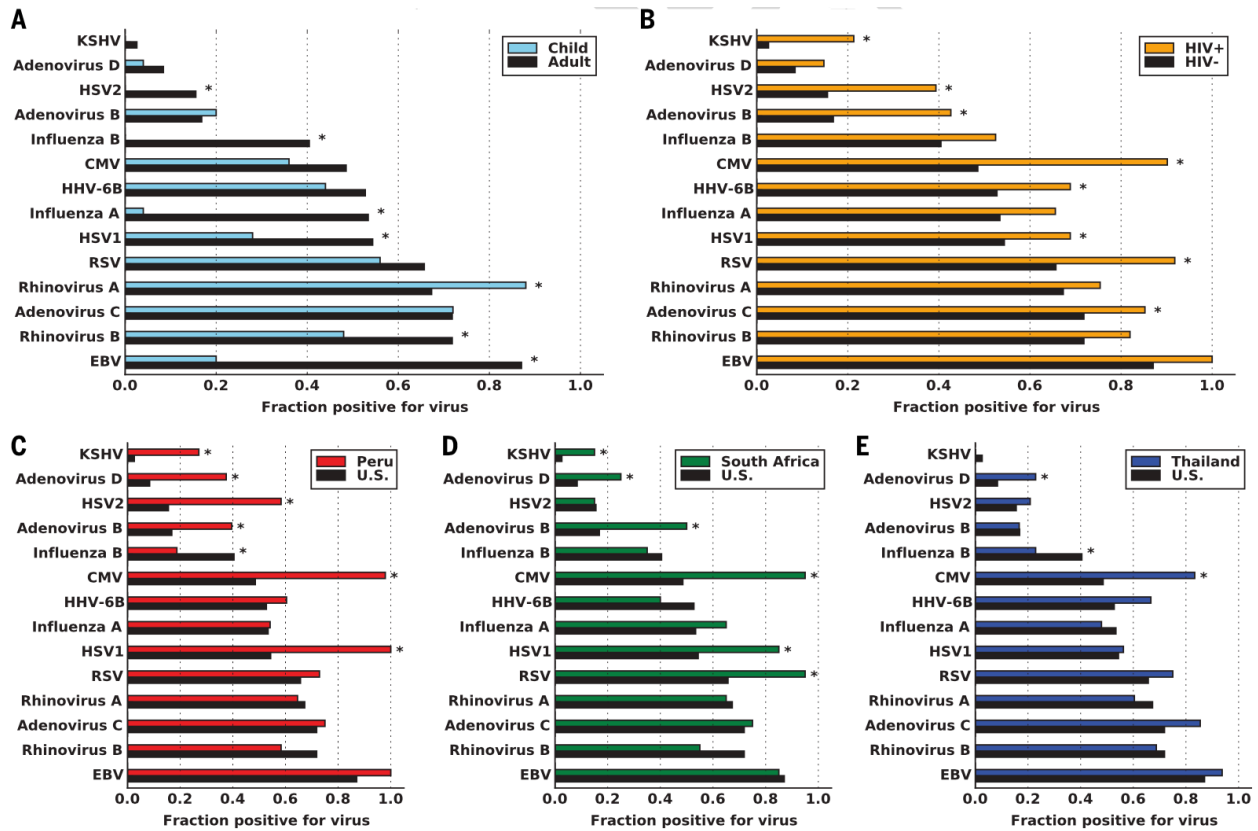 A
KSHV
Adenovirus D
HSV2
Adenovirus B
Influenza B
CMV
HHV-6B
Influenza A
HSV1
RSV
Rhinovirus A
Adenovirus C
Rhinovirus B
EBV
Child
Adult
*
*
*
*
*
*
*
0.0 0.2 0.4 0.6 0.8 1.0
Fraction positive for virus
B
KSHV
Adenovirus D
HSV2
Adenovirus B
Influenza B
CMV
HHV-6B
Influenza A
HSV1
RSV
Rhinovirus A
Adenovirus C
Rhinovirus B
EBV
HIV+
HIV-
*
*
*
*
*
*
*
*
0.0 0.2 0.4 0.6 0.8 1.0
Fraction positive for virus
C
KSHV
Adenovirus D
HSV2
Adenovirus B
Influenza B
CMV
HHV-6B
Influenza A
HSV1
RSV
Rhinovirus A
Adenovirus C
Rhinovirus B
EBV
Peru
U.S.
*
*
*
*
*
*
*
0.0 0.2 0.4 0.6 0.8 1.0
Fraction positive for virus
D
KSHV
Adenovirus D
HSV2
Adenovirus B
Influenza B
CMV
HHV-6B
Influenza A
HSV1
RSV
Rhinovirus A
Adenovirus C
Rhinovirus B
EBV
South Africa
U.S.
*
*
*
*
*
*
0.0 0.2 0.4 0.6 0.8 1.0
Fraction positive for virus
E
KSHV
Adenovirus D
HSV2
Adenovirus B
Influenza B
CMV
HHV-6B
Influenza A
HSV1
RSV
Rhinovirus A
Adenovirus C
Rhinovirus B
EBV
Thailand
U.S.
*
*
*
0.0 0.2 0.4 0.6 0.8 1.0
Fraction positive for virus